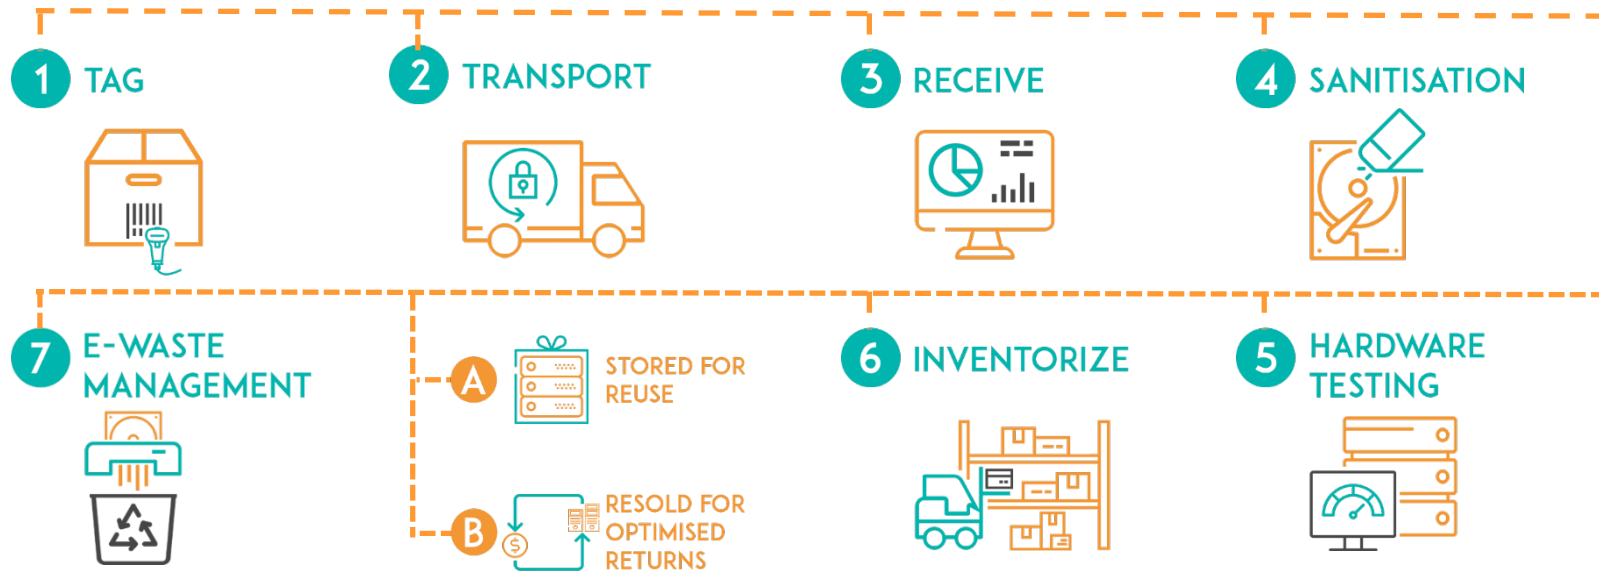 1 TAG
2 TRANSPORT
3 RECEIVE
4 SANITISATION
7 E-WASTE
MANAGEMENT
A STORED FOR
REUSE
B RESOLD FOR
OPTIMISED
RETURNS
$
6 INVENTORIZE
5 HARDWARE
TESTING